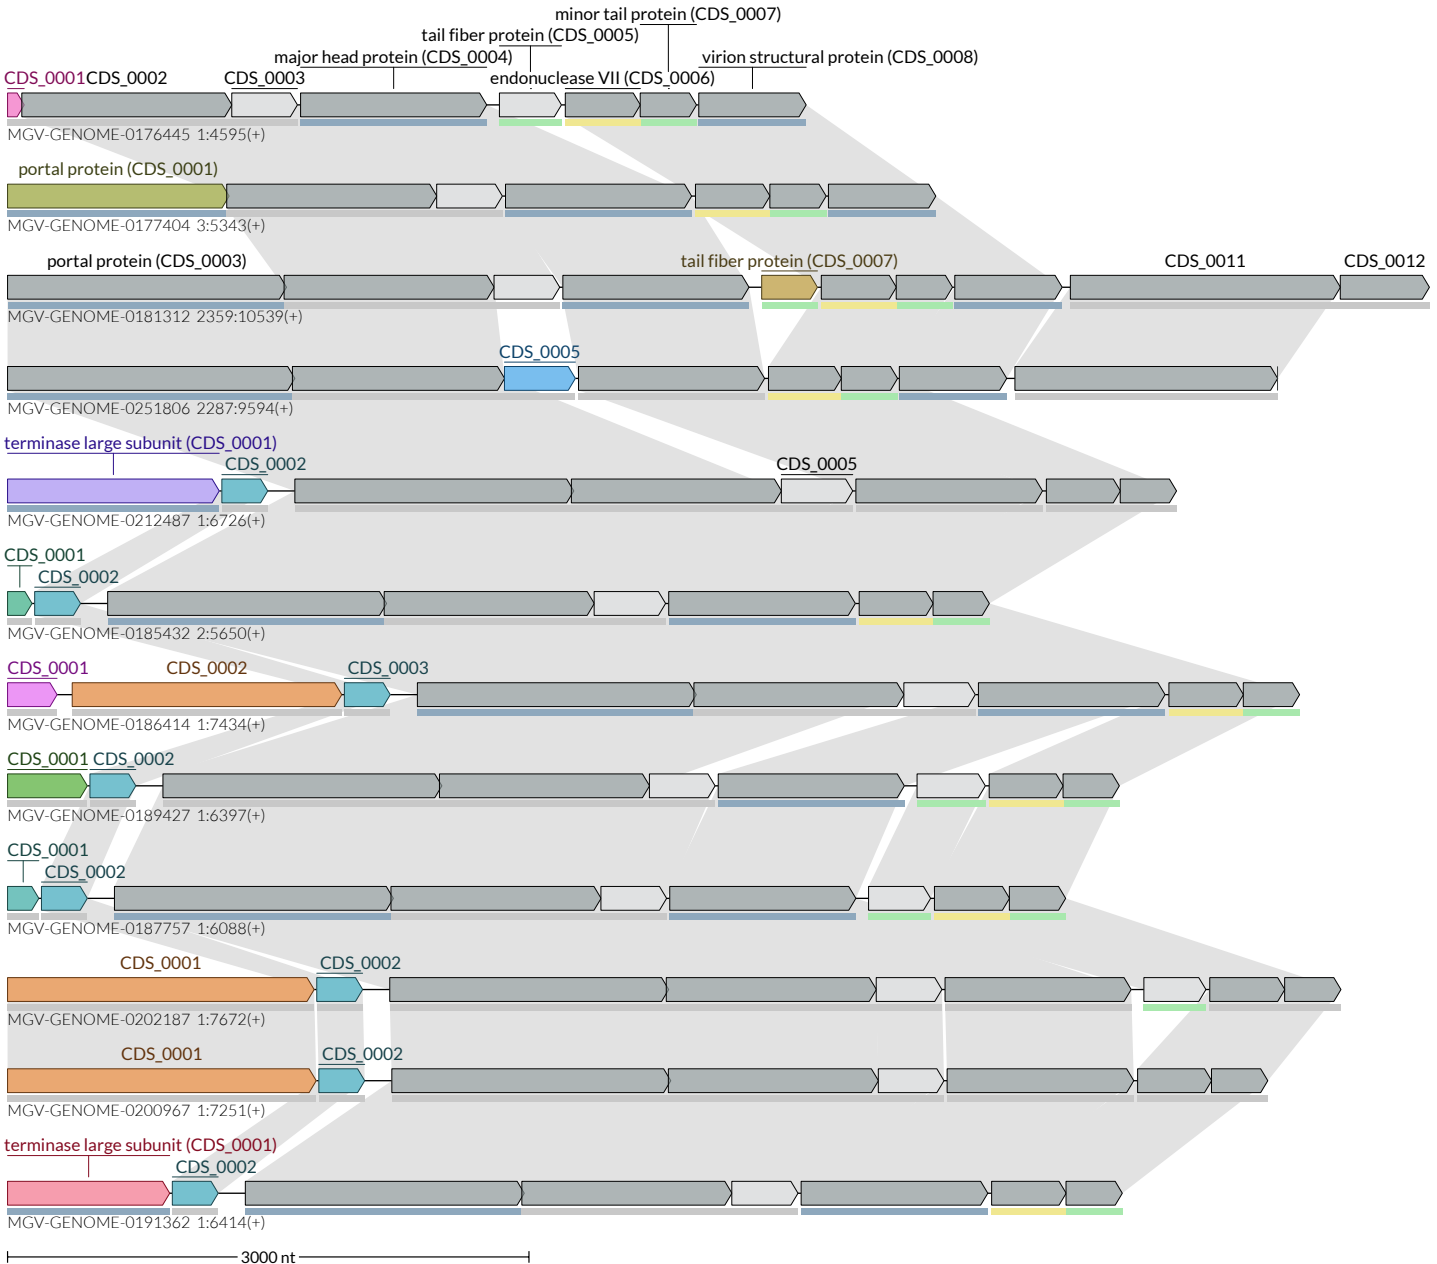 minor tail protein (CDS_0007)
tail fiber protein (CDS_0005)
major head protein (CDS_0004)
virion structural protein (CDS_0008)
CDS_0001
CDS_0002
CDS_0003
endonuclease VII (CDS_0006)
MGV-GENOME-0176445 1:4595(+)
portal protein (CDS_0001)
MGV-GENOME-0177404 3:5343(+)
portal protein (CDS_0003)
tail fiber protein (CDS_0007)
CDS_0011
CDS_0012
MGV-GENOME-0181312 2359:10539(+)
CDS_0005
MGV-GENOME-0251806 2287:9594(+)
terminase large subunit (CDS_0001)
CDS_0002
CDS_0005
MGV-GENOME-0212487 1:6726(+)
CDS_0001
CDS_0002
MGV-GENOME-0185432 2:5650(+)
CDS_0001
CDS_0002
CDS_0003
MGV-GENOME-0186414 1:7434(+)
CDS_0001
CDS_0002
MGV-GENOME-0189427 1:6397(+)
CDS_0001
CDS_0002
MGV-GENOME-0187757 1:6088(+)
CDS_0001
CDS_0002
MGV-GENOME-0202187 1:7672(+)
CDS_0001
CDS_0002
MGV-GENOME-0200967 1:7251(+)
terminase large subunit (CDS_0001)
CDS_0002
MGV-GENOME-0191362 1:6414(+)
3000 nt